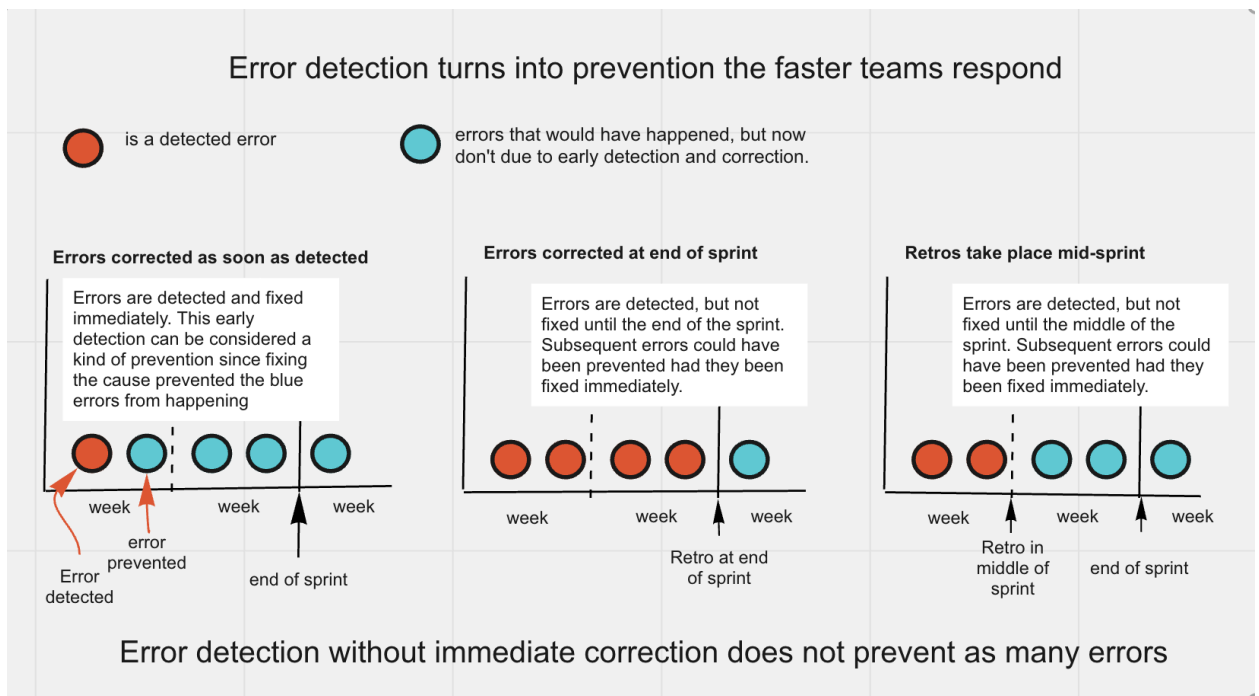 Error detection turns into prevention the faster teams respond
is a detected error
errors that would have happened, but now
don't due to early detection and correction.
Errors corrected as soon as detected
Errors are detected and fixed
immediately. This early
detection can be considered a
kind of prevention since fixing
the cause prevented the blue
errors from happening
week
week
week
error
prevented
Error
detected
end of sprint
Errors corrected at end of sprint
Errors are detected, but not
fixed until the end of the sprint.
Subsequent errors could have
been prevented had they been
fixed immediately.
week
week
week
Retro at end
of sprint
Retros take place mid-sprint
Errors are detected, but not
fixed until the middle of the
sprint. Subsequent errors could
have been prevented had they
been fixed immediately.
week
week
week
Retro in
middle of
sprint
end of sprint
Error detection without immediate correction does not prevent as many errors